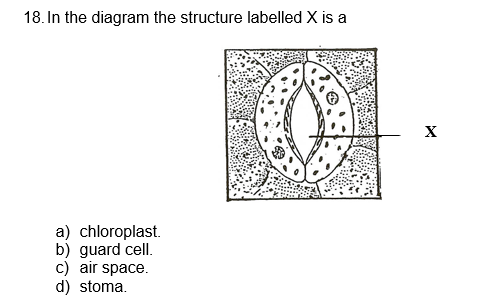 18. In the diagram the structure labelled X is a
X
a) chloroplast.
b) guard cell.
c) air space.
d) stoma.